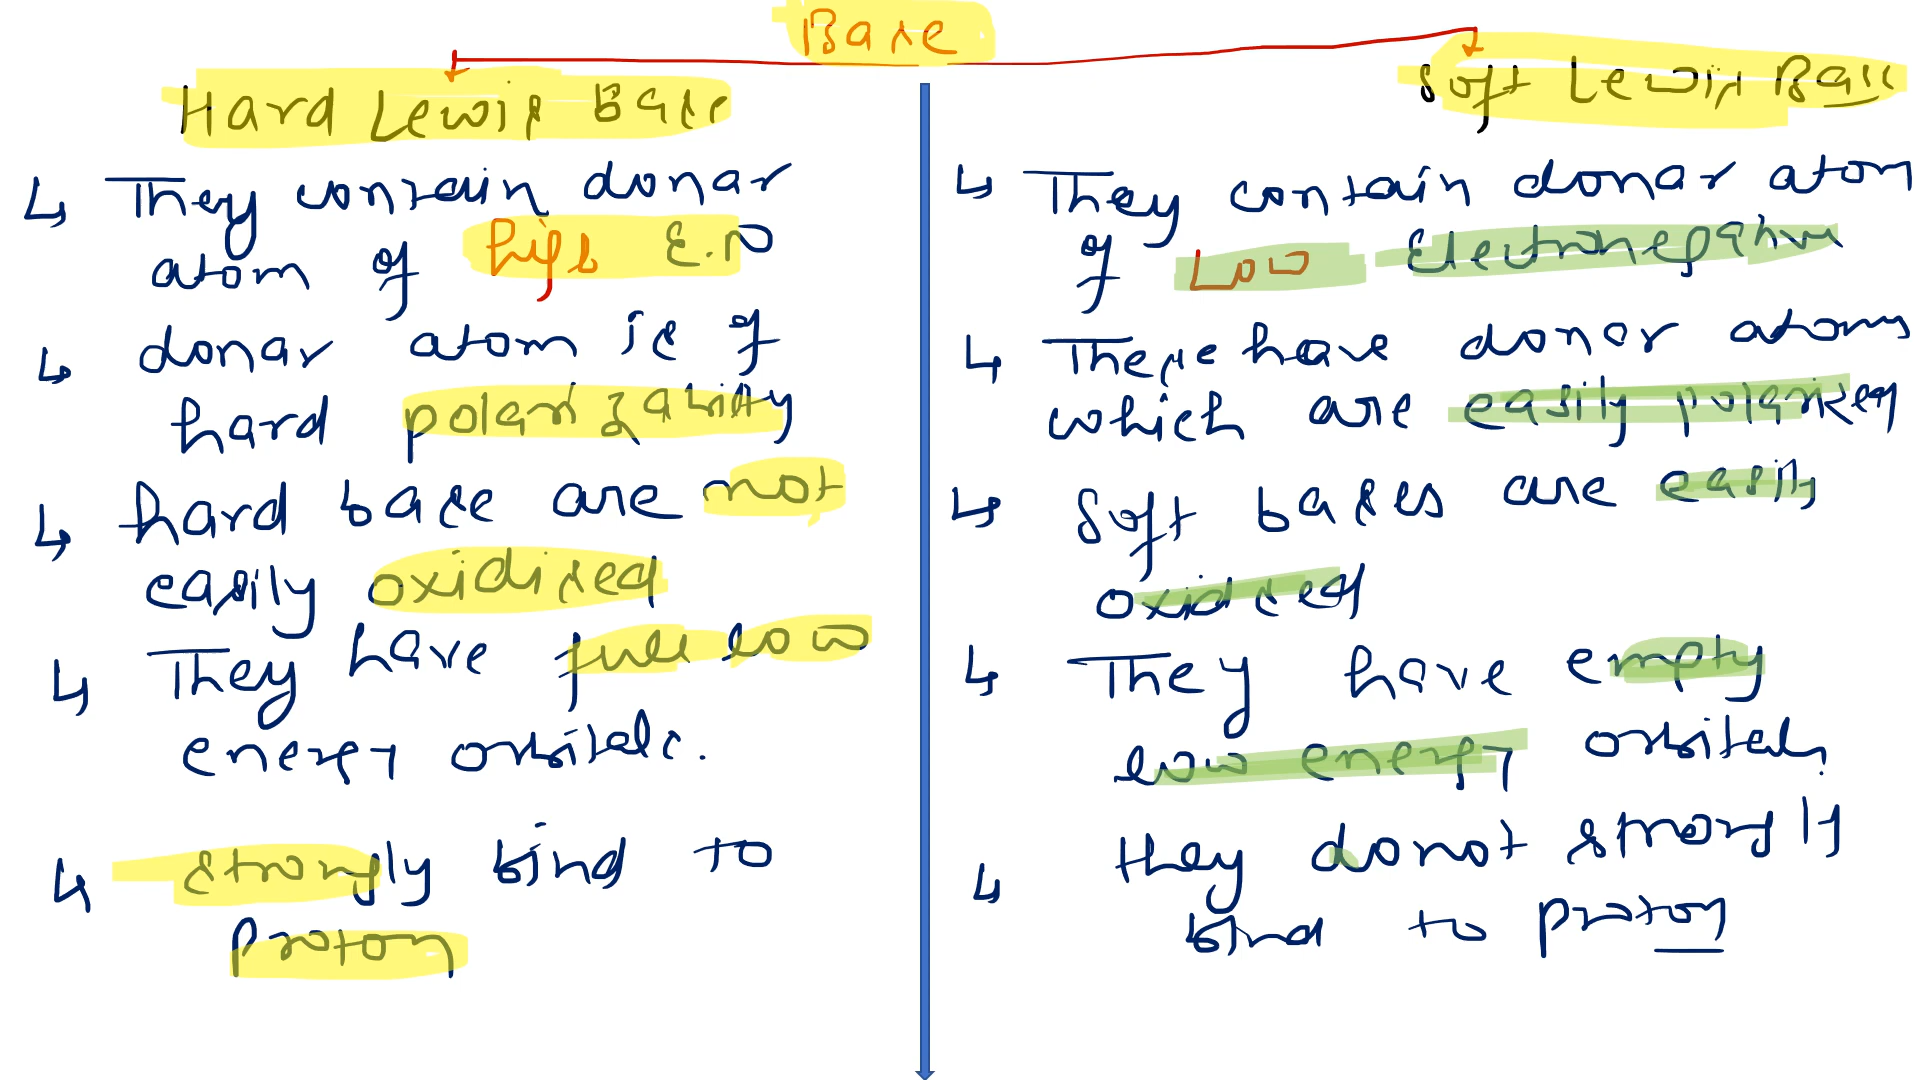 Base
Hard Lewis Base
↳ They contain donar
atom of high E.N
↳ donar atom is of
hard polarizability
↳ hard base are not
easily oxidised
↳ They have full low
energy orbitals.
↳ strongly bind to
proton
Soft Lewis Base
↳ They contain donar atom
of Low Electronegative
↳ These have donor atoms
which are easily polarized
↳ Soft bases are easily
oxidised
↳ They have empty
low energy orbitals
↳ they donot strongly
bind to proton